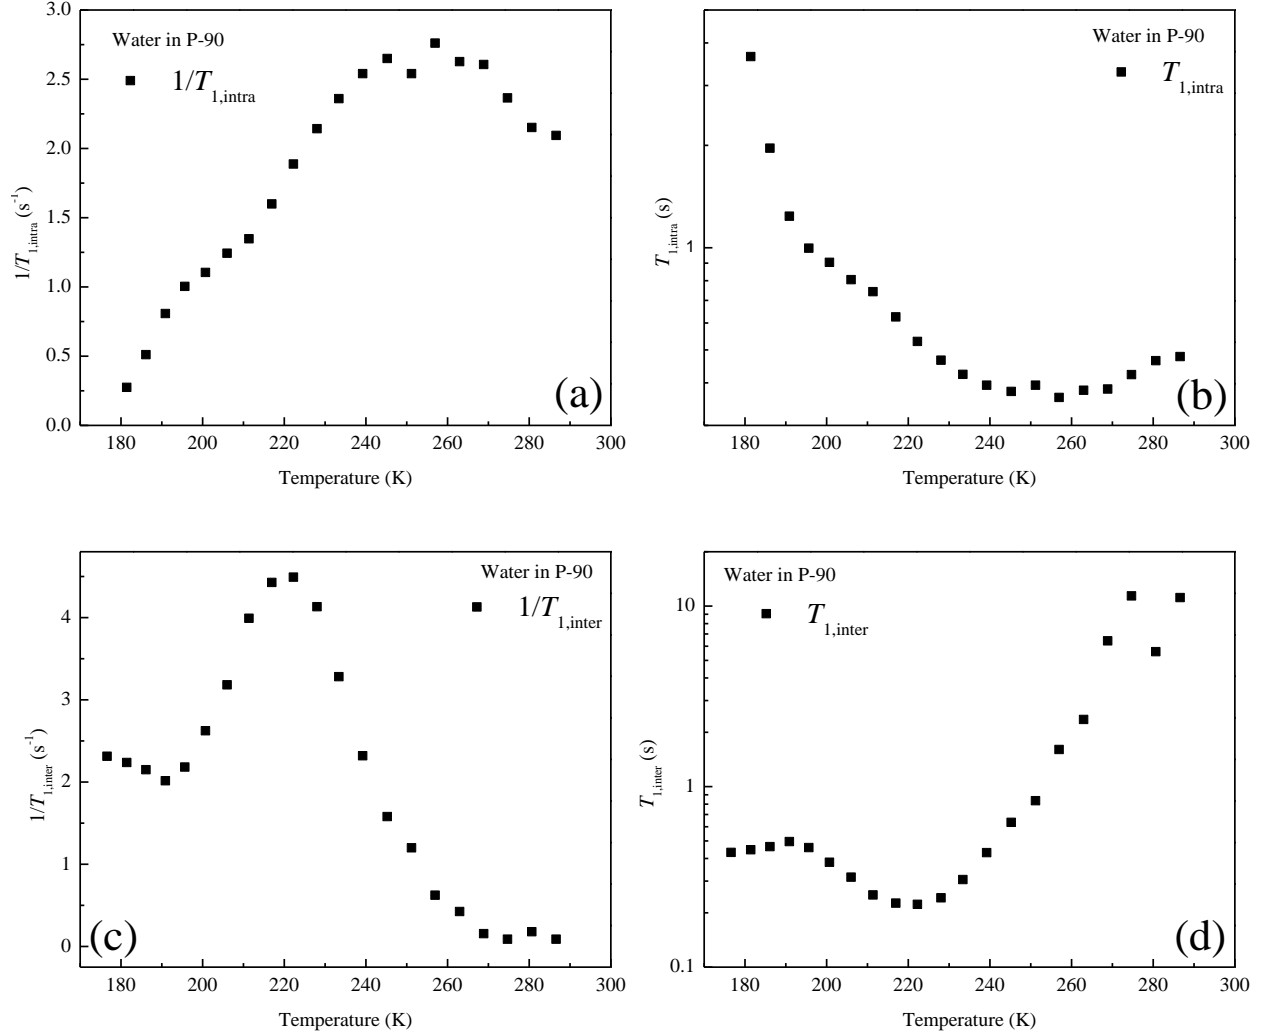 3.0
2.5
2.0
1.5
1.0
0.5
0.0
1/T1,intra (s-1)
Water in P-90
1/T1,intra
(a)
180 200 220 240 260 280 300
Temperature (K)
1
T1,intra (s)
Water in P-90
T1,intra
(b)
180 200 220 240 260 280 300
Temperature (K)
4
3
2
1
0
1/T1,inter (s-1)
Water in P-90
1/T1,inter
(c)
180 200 220 240 260 280 300
Temperature (K)
10
1
0.1
T1,inter (s)
Water in P-90
T1,inter
(d)
180 200 220 240 260 280 300
Temperature (K)